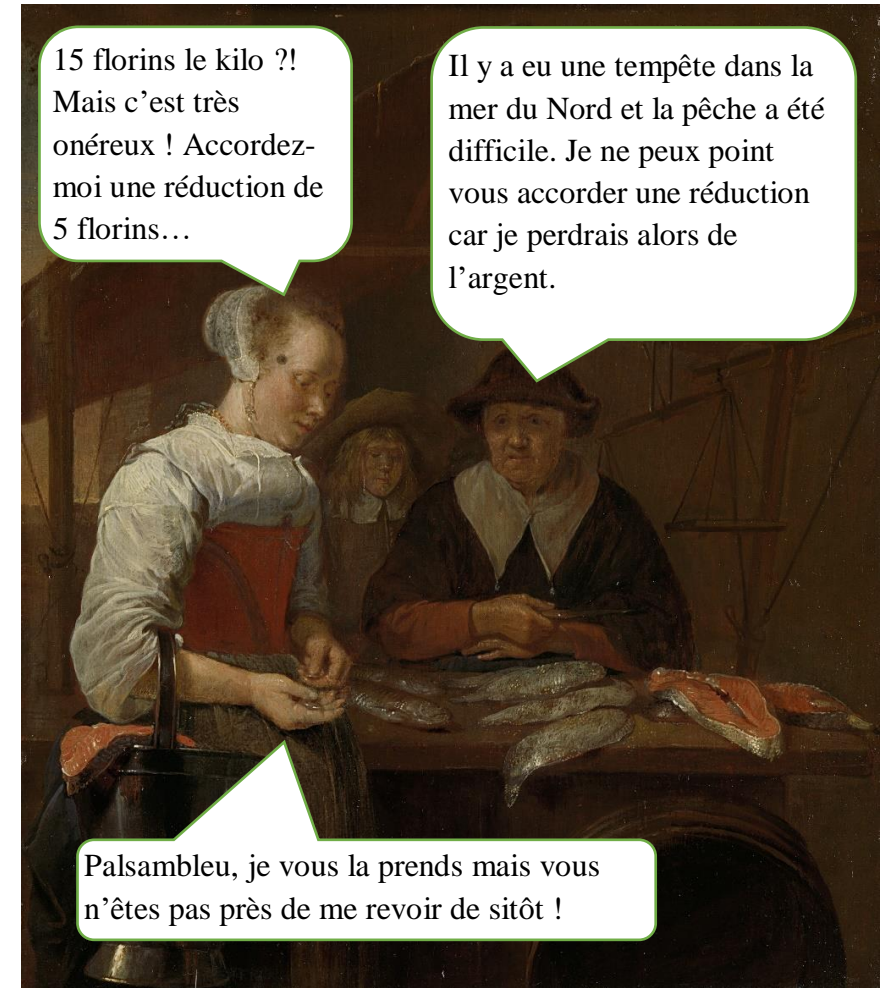 15 florins le kilo ?!
Mais c’est très
onéreux ! Accordez-
moi une réduction de
5 florins…
Il y a eu une tempête dans la
mer du Nord et la pêche a été
difficile. Je ne peux point
vous accorder une réduction
car je perdrais alors de
l’argent.
Palsambleu, je vous la prends mais vous
n’êtes pas près de me revoir de sitôt !